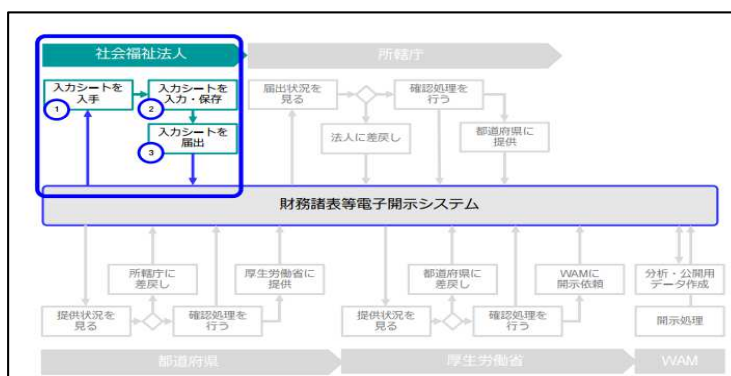 社会福祉法人
所轄庁
入力シートを
入手
①
入力シートを
入力・保存
②
入力シートを
届出
③
届出状況を
見る
確認処理を
行う
法人に差戻し
都道府県に
提供
財務諸表等電子開示システム
所轄庁に
差戻し
厚生労働省に
提供
提供状況を
見る
確認処理を
行う
都道府県に
差戻し
WAMに
開示依頼
提供状況を
見る
確認処理を
行う
分析・公開用
データ作成
開示処理
都道府県
厚生労働省
WAM